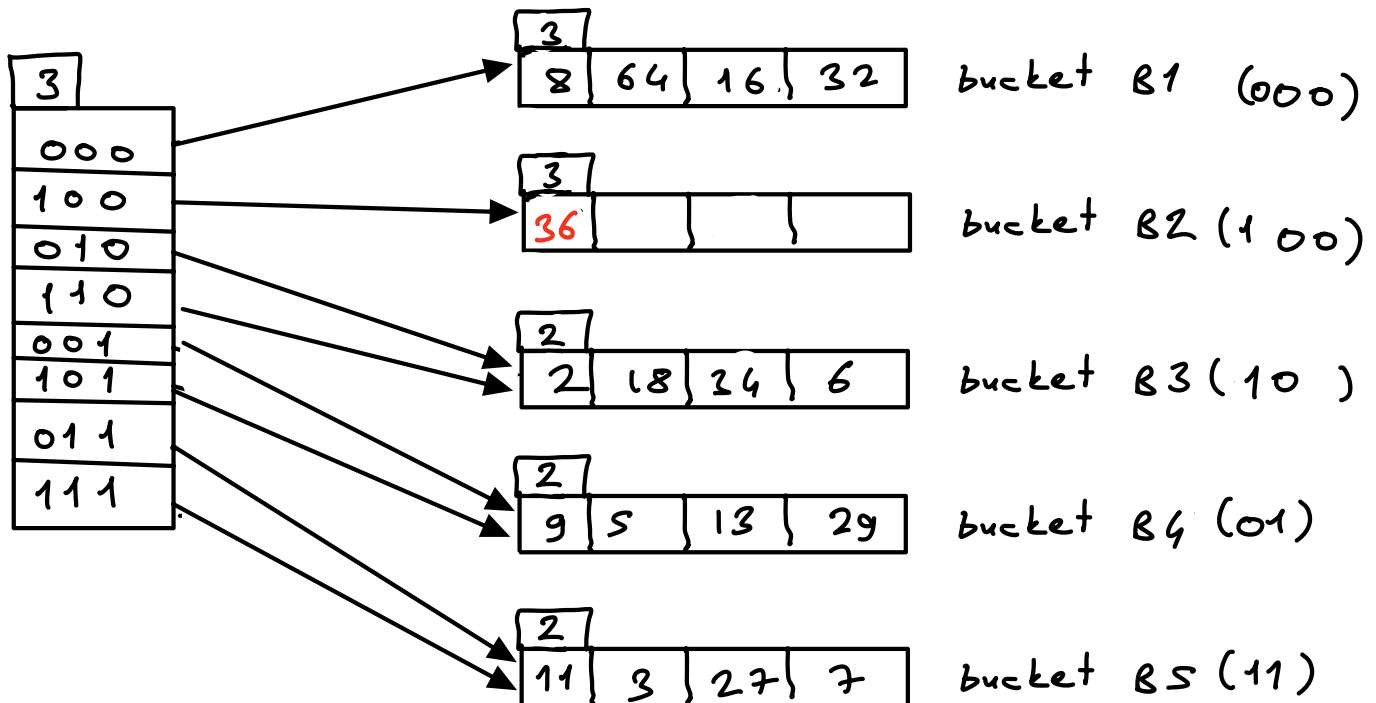 3
000
100
010
110
001
101
011
111
3
8 64 16 32 bucket B1 (000)
3
36 bucket B2 (100)
2
2 18 34 6 bucket B3 (10 )
2
9 5 13 29 bucket B4 (01)
2
11 3 27 7 bucket B5 (11)